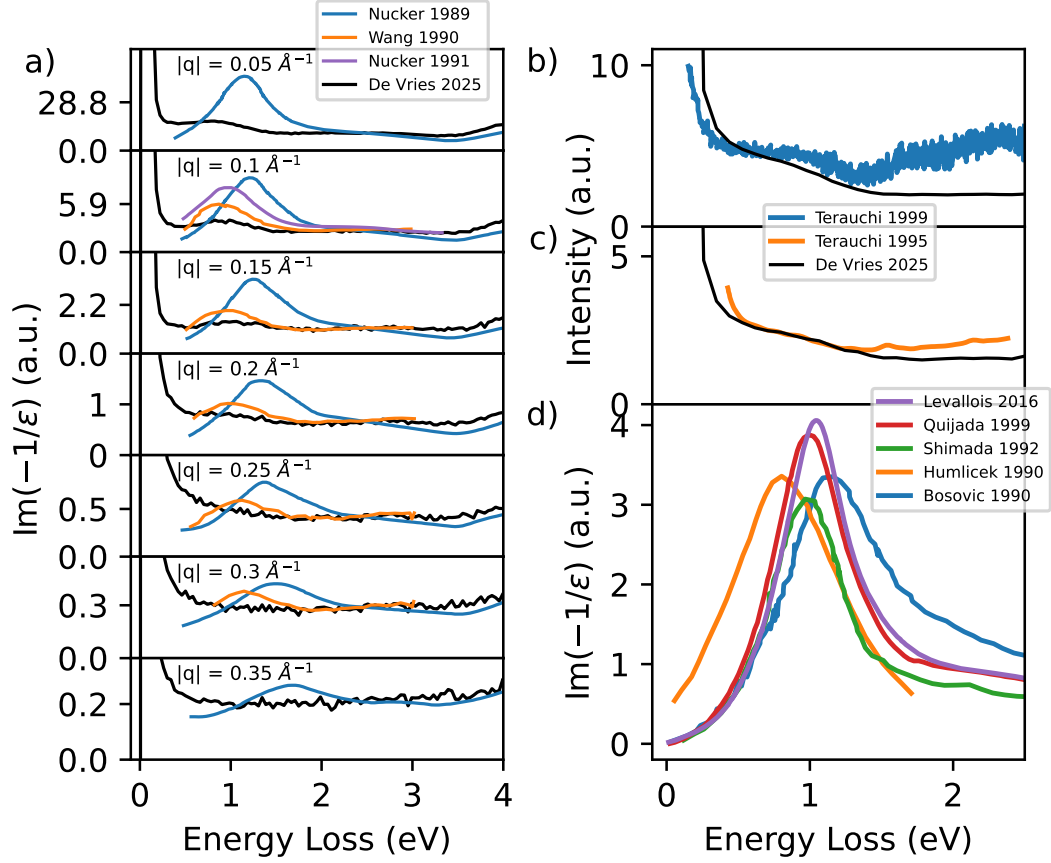 a)
Nucker 1989
Wang 1990
Nucker 1991
De Vries 2025
|q| = 0.05 Å⁻¹
28.8
0.0
|q| = 0.1 Å⁻¹
5.9
0.0
|q| = 0.15 Å⁻¹
2.2
0.0
|q| = 0.2 Å⁻¹
1
0
|q| = 0.25 Å⁻¹
0.5
0.0
|q| = 0.3 Å⁻¹
0.3
0.0
|q| = 0.35 Å⁻¹
0.2
0.0
Im(−1/ε) (a.u.)
0 1 2 3 4
Energy Loss (eV)
b)
10
0
Intensity (a.u.)
c)
Terauchi 1999
Terauchi 1995
De Vries 2025
5
0
d)
Levallois 2016
Quijada 1999
Shimada 1992
Humlicek 1990
Bosovic 1990
4
3
2
1
0
Im(−1/ε) (a.u.)
0 1 2
Energy Loss (eV)